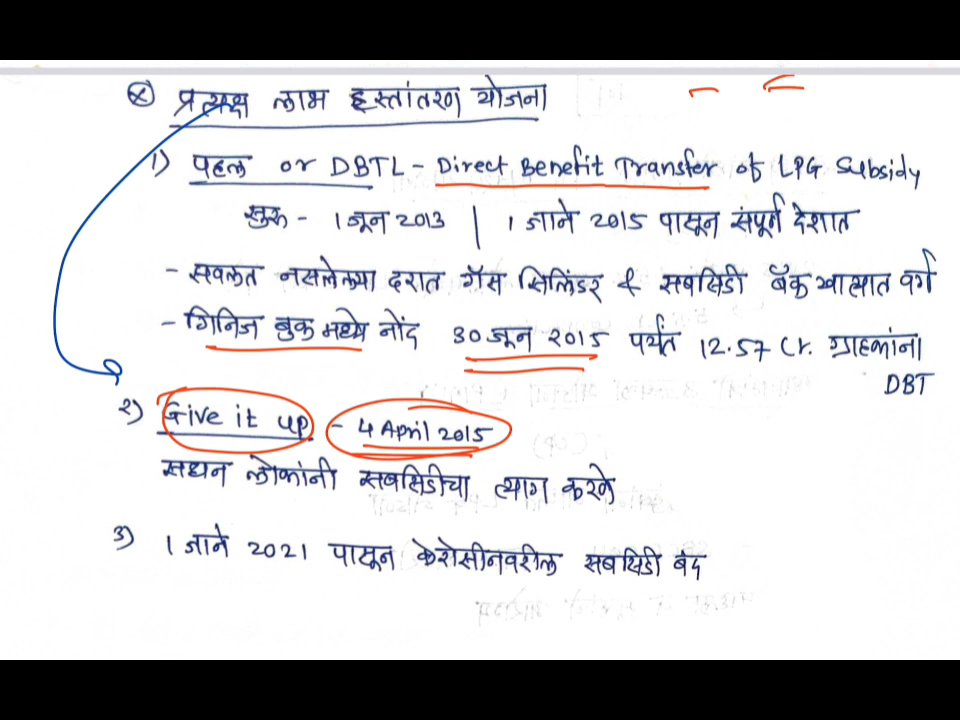 ⊗ प्रत्यक्ष लाभ हस्तांतरण योजना
1) पहल or DBTL - Direct Benefit Transfer of LPG Subsidy
सुरू - 1 जून 2013 | 1 जाने 2015 पासून संपूर्ण देशात
- सवलत नसलेल्या दरात गॅस सिलिंडर & सबसिडी बँक खात्यात वर्ग
- गिनिज बुक मध्ये नोंद 30 जून 2015 पर्यंत 12.57 Cr. ग्राहकांना
DBT
२) Give it up - 4 April 2015
सधन लोकांनी सबसिडीचा त्याग करणे
3) 1 जाने 2021 पासून केरोसीनवरील सबसिडी बंद